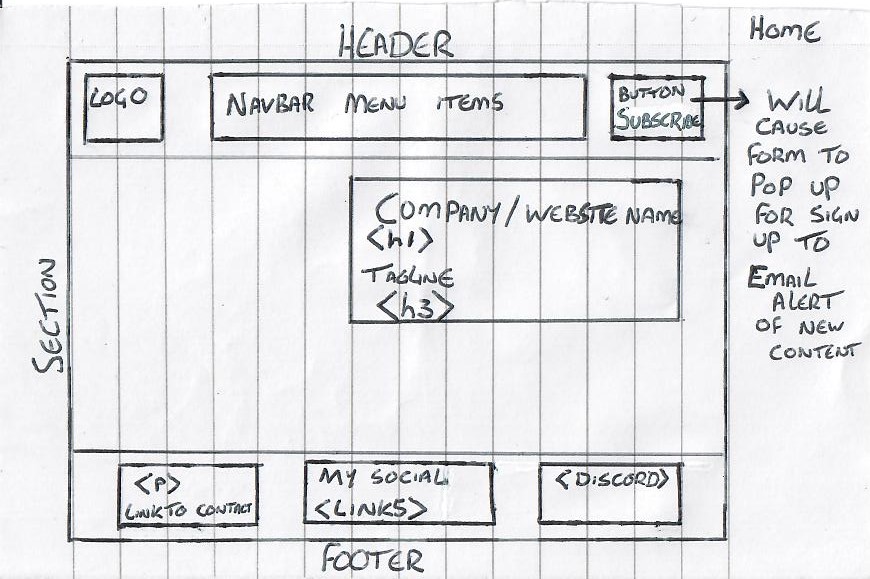 HOME
HEADER
LOGO
NAVBAR MENU ITEMS
BUTTON
SUBSCRIBE
WILL
CAUSE
FORM TO
POP UP
FOR SIGN
UP TO
EMAIL
ALERT
OF NEW
CONTENT
COMPANY/WEBSITE NAME
<h1>
TAGLINE
<h3>
SECTION
<P>
LINK TO CONTACT
MY SOCIAL
<LINKS>
<DISCORD>
FOOTER